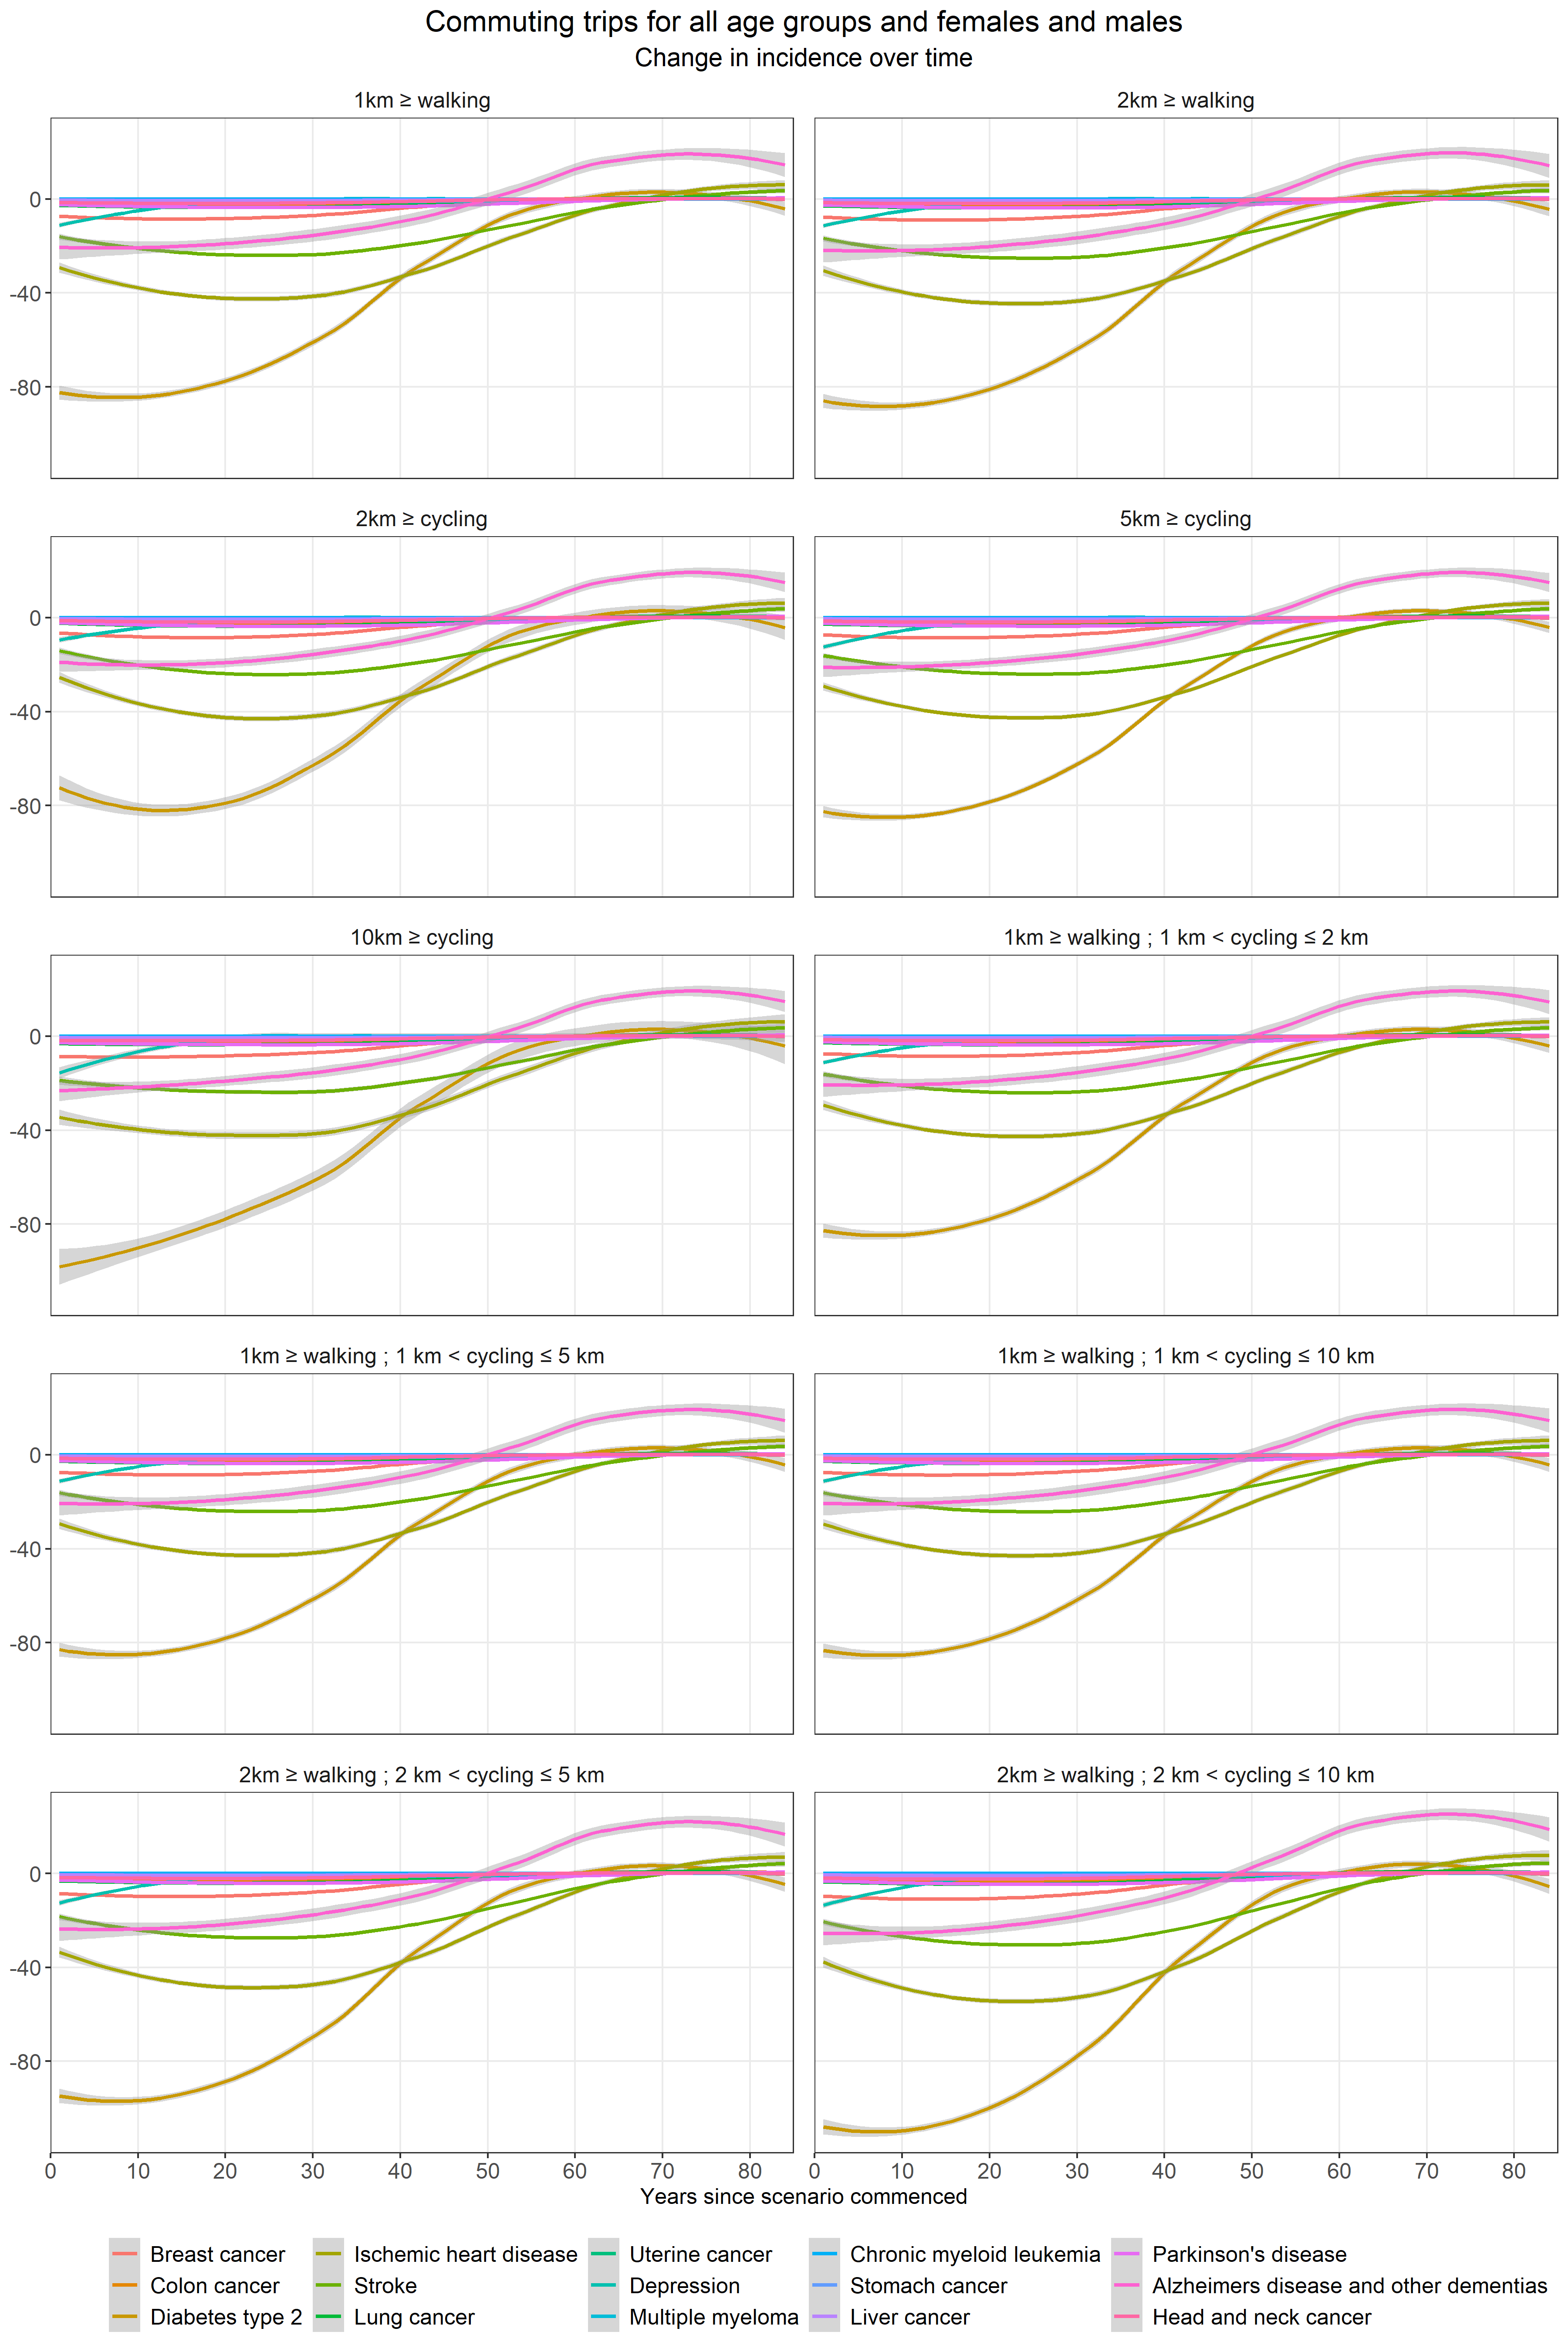 Commuting trips for all age groups and females and males
Change in incidence over time
1km ≥ walking
2km ≥ walking
0
-40
-80
2km ≥ cycling
5km ≥ cycling
0
-40
-80
10km ≥ cycling
1km ≥ walking ; 1 km < cycling ≤ 2 km
0
-40
-80
1km ≥ walking ; 1 km < cycling ≤ 5 km
1km ≥ walking ; 1 km < cycling ≤ 10 km
0
-40
-80
2km ≥ walking ; 2 km < cycling ≤ 5 km
2km ≥ walking ; 2 km < cycling ≤ 10 km
0
-40
-80
0 10 20 30 40 50 60 70 80
0 10 20 30 40 50 60 70 80
Years since scenario commenced
Breast cancer
Colon cancer
Diabetes type 2
Ischemic heart disease
Stroke
Lung cancer
Uterine cancer
Depression
Multiple myeloma
Chronic myeloid leukemia
Stomach cancer
Liver cancer
Parkinson's disease
Alzheimers disease and other dementias
Head and neck cancer